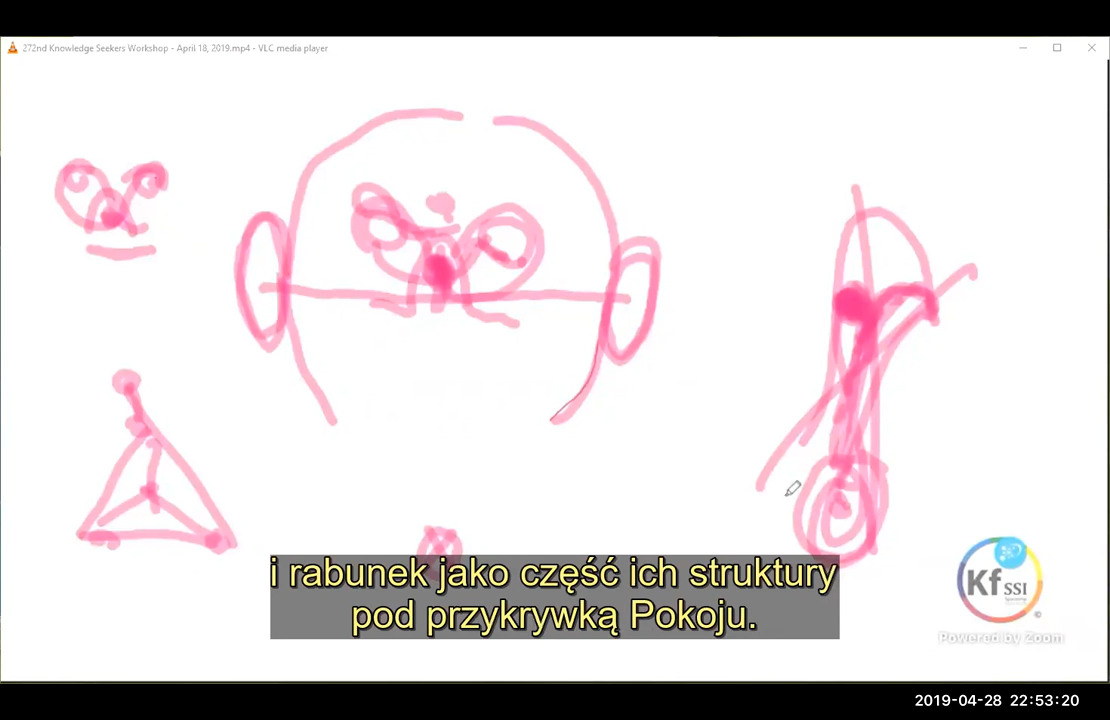 272nd Knowledge Seekers Workshop - April 18, 2019.mp4 - VLC media player
i rabunek jako część ich struktury
pod przykrywką Pokoju.
Kf SSI
©
Powered by Zoom
2019-04-28 22:53:20